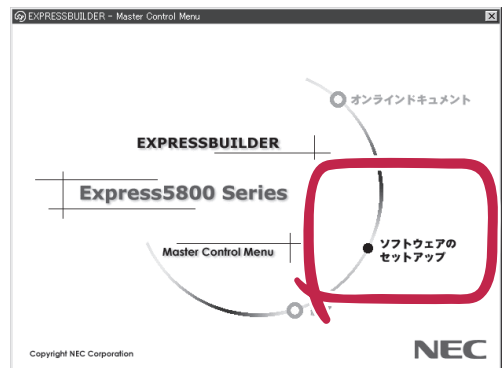 EXPRESSBUILDER - Master Control Menu
オンラインドキュメント
EXPRESSBUILDER
Express5800 Series
ソフトウェアの
セットアップ
Master Control Menu
Copyright NEC Corporation
NEC